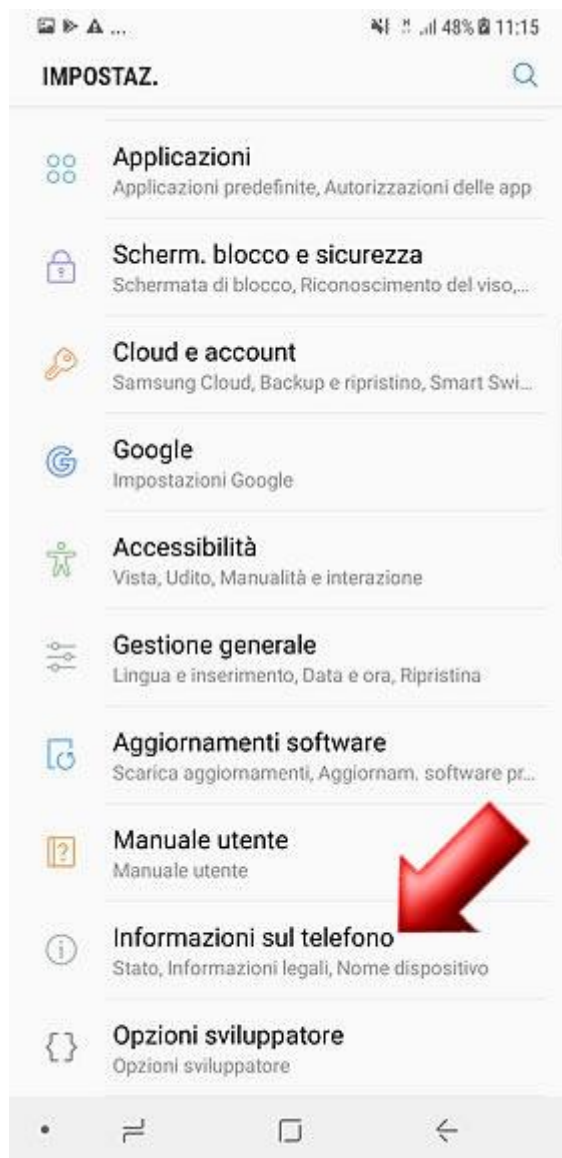 ... 48% 11:15
IMPOSTAZ.
Applicazioni
Applicazioni predefinite, Autorizzazioni delle app
Scherm. blocco e sicurezza
Schermata di blocco, Riconoscimento del viso,...
Cloud e account
Samsung Cloud, Backup e ripristino, Smart Swi...
Google
Impostazioni Google
Accessibilità
Vista, Udito, Manualità e interazione
Gestione generale
Lingua e inserimento, Data e ora, Ripristina
Aggiornamenti software
Scarica aggiornamenti, Aggiornam. software pr...
Manuale utente
Manuale utente
Informazioni sul telefono
Stato, Informazioni legali, Nome dispositivo
Opzioni sviluppatore
Opzioni sviluppatore